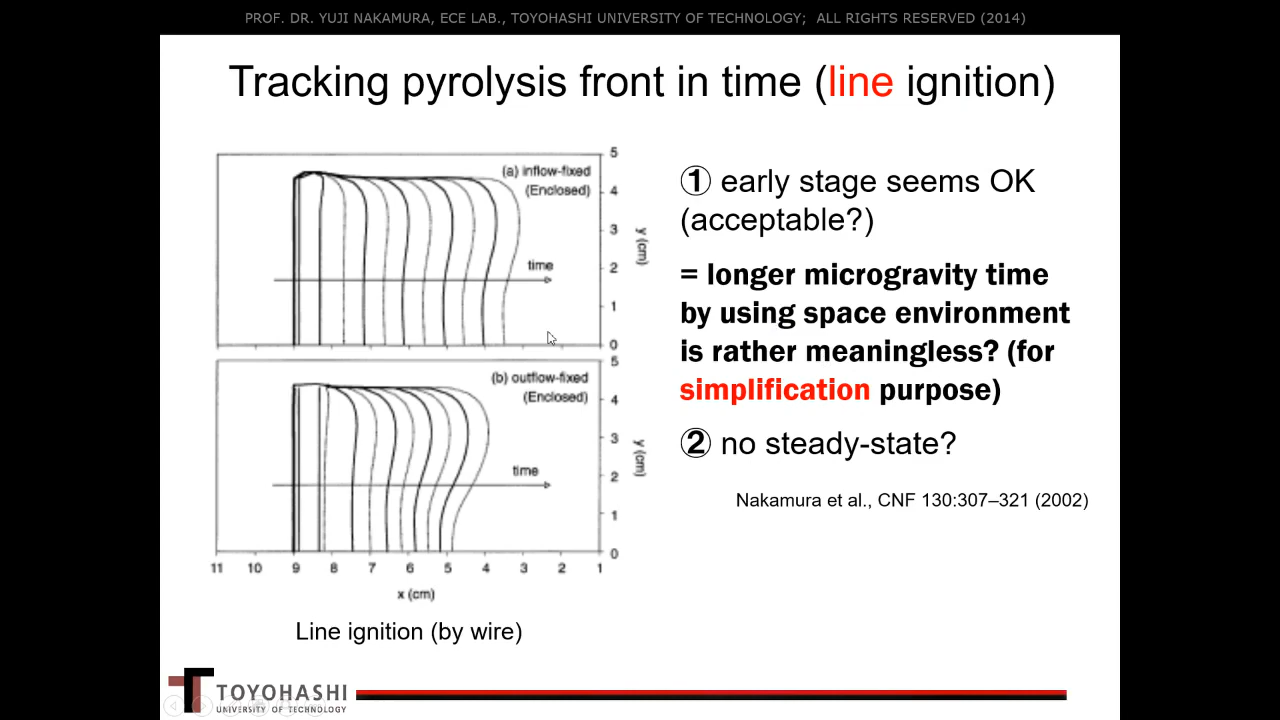 PROF. DR. YUJI NAKAMURA, ECE LAB., TOYOHASHI UNIVERSITY OF TECHNOLOGY; ALL RIGHTS RESERVED (2014)
Tracking pyrolysis front in time (line ignition)
(a) inflow-fixed
(Enclosed)
time
5
4
3
2
1
0
y (cm)
(b) outflow-fixed
(Enclosed)
time
5
4
3
2
1
0
y (cm)
11 10 9 8 7 6 5 4 3 2 1
x (cm)
Line ignition (by wire)
① early stage seems OK
(acceptable?)
= longer microgravity time
by using space environment
is rather meaningless? (for
simplification purpose)
② no steady-state?
Nakamura et al., CNF 130:307–321 (2002)
TOYOHASHI
UNIVERSITY OF TECHNOLOGY